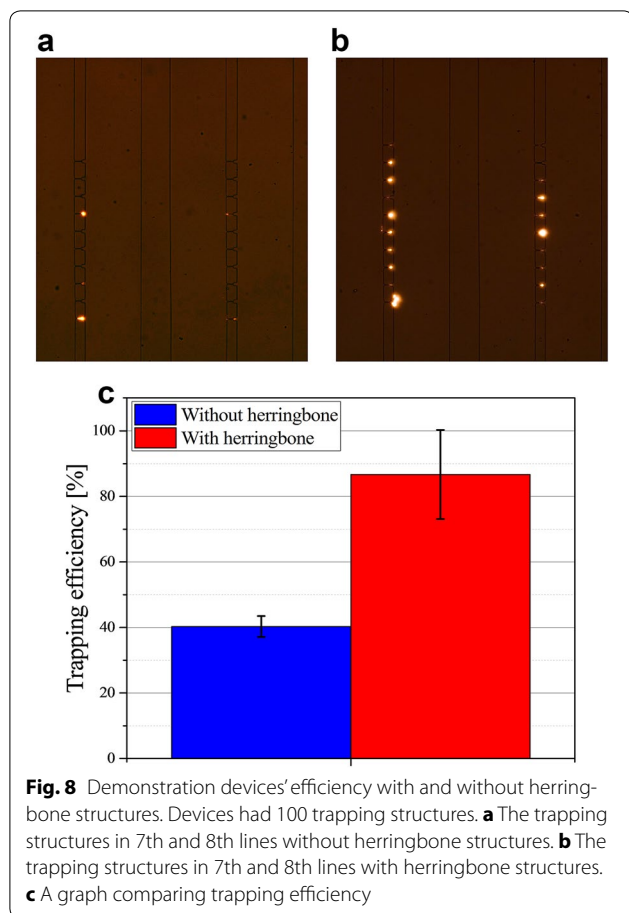 a
b
c
Without herringbone
With herringbone
Trapping efficiency [%]
100
80
60
40
20
0
Fig. 8 Demonstration devices' efficiency with and without herring-
bone structures. Devices had 100 trapping structures. a The trapping
structures in 7th and 8th lines without herringbone structures. b The
trapping structures in 7th and 8th lines with herringbone structures.
c A graph comparing trapping efficiency